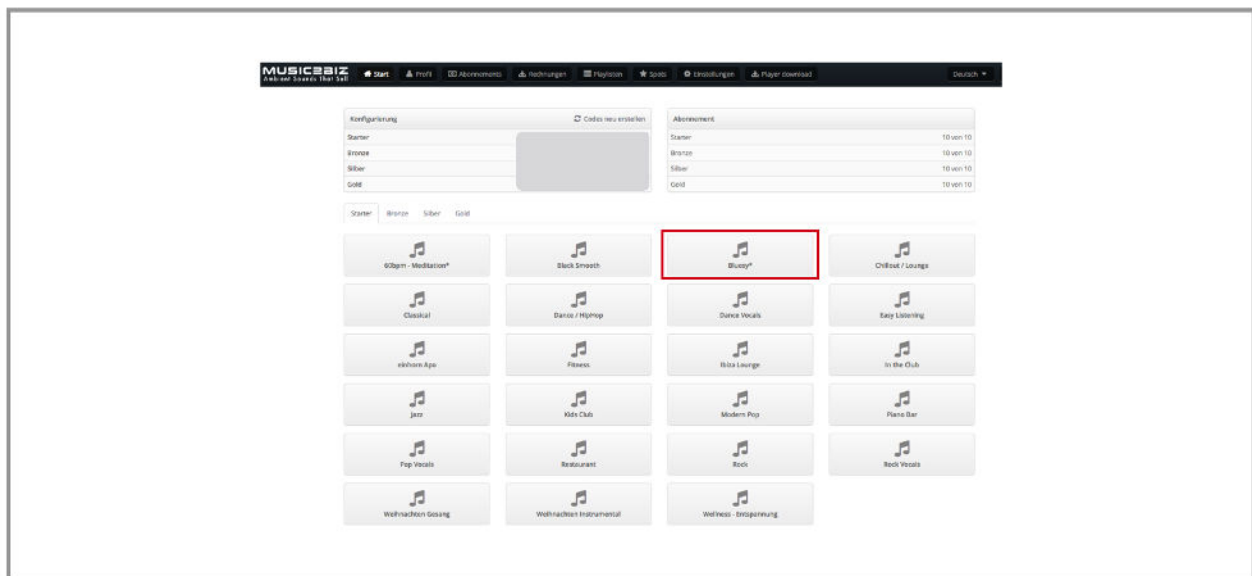 MUSIC2BIZ
Ambient Sounds That Sell
Start Profil Abonnements Rechnungen Playlisten Spots Einstellungen Player download Deutsch
Konfigurierung Codes neu erstellen
Starter
Bronze
Silber
Gold
Abonnement
Starter 10 von 10
Bronze 10 von 10
Silber 10 von 10
Gold 10 von 10
Starter Bronze Silber Gold
60bpm - Meditation* Black Smooth Bluesy* Chillout / Lounge
Classical Dance / HipHop Dance Vocals Easy Listening
einhorn Apo Fitness Ibiza Lounge In the Club
Jazz Kids Club Modern Pop Piano Bar
Pop Vocals Restaurant Rock Rock Vocals
Weihnachten Gesang Weihnachten Instrumental Wellness - Entspannung